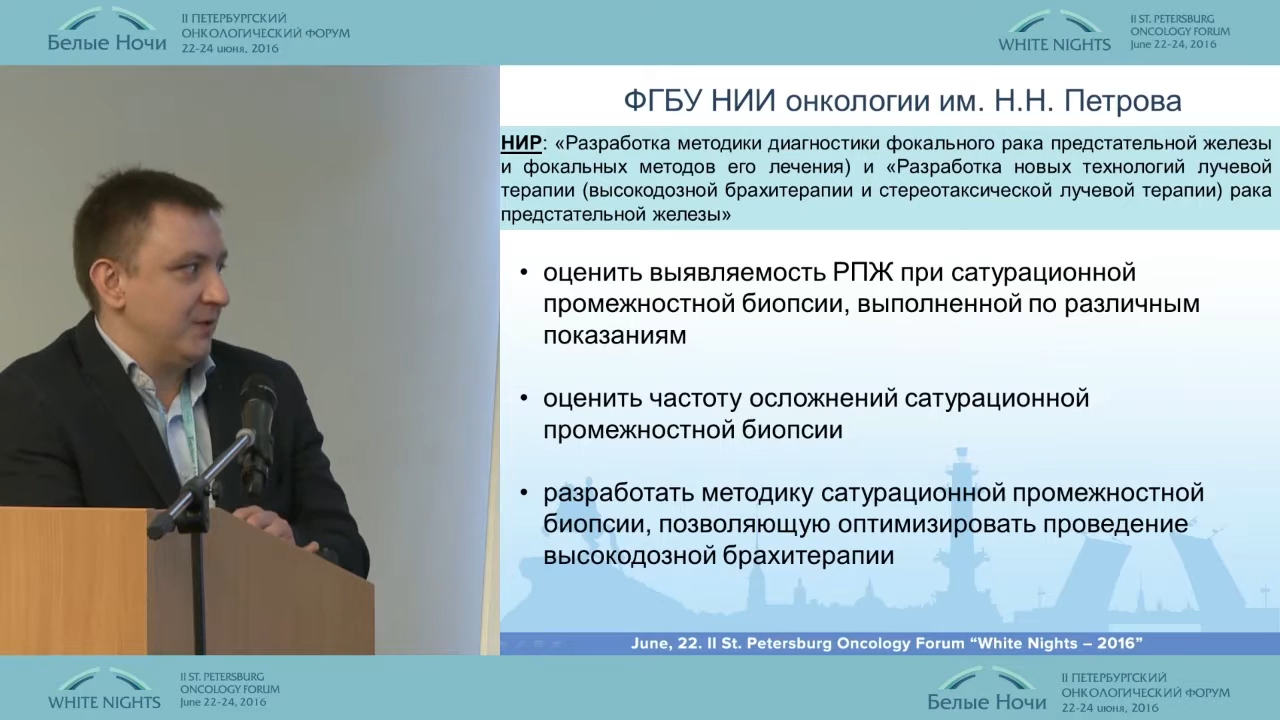 II ПЕТЕРБУРГСКИЙ
ОНКОЛОГИЧЕСКИЙ ФОРУМ
Белые Ночи
22-24 июня, 2016
II ST. PETERSBURG
ONCOLOGY FORUM
WHITE NIGHTS
June 22-24, 2016
ФГБУ НИИ онкологии им. Н.Н. Петрова
НИР: «Разработка методики диагностики фокального рака предстательной железы
и фокальных методов его лечения) и «Разработка новых технологий лучевой
терапии (высокодозной брахитерапии и стереотаксической лучевой терапии) рака
предстательной железы»
• оценить выявляемость РПЖ при сатурационной
промежностной биопсии, выполненной по различным
показаниям
• оценить частоту осложнений сатурационной
промежностной биопсии
• разработать методику сатурационной промежностной
биопсии, позволяющую оптимизировать проведение
высокодозной брахитерапии
June, 22. II St. Petersburg Oncology Forum “White Nights – 2016”
II ST. PETERSBURG
ONCOLOGY FORUM
WHITE NIGHTS
June 22-24, 2016
II ПЕТЕРБУРГСКИЙ
ОНКОЛОГИЧЕСКИЙ ФОРУМ
Белые Ночи
22-24 июня, 2016